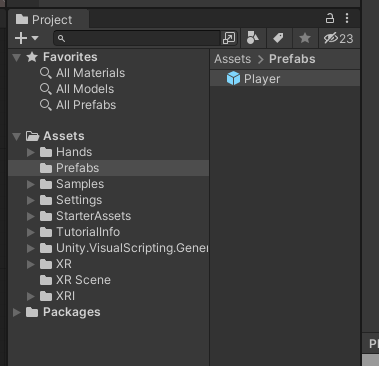 Project
23
Favorites
All Materials
All Models
All Prefabs
Assets
Hands
Prefabs
Samples
Settings
StarterAssets
TutorialInfo
Unity.VisualScripting.Gener
XR
XR Scene
XRI
Packages
Assets > Prefabs
Player